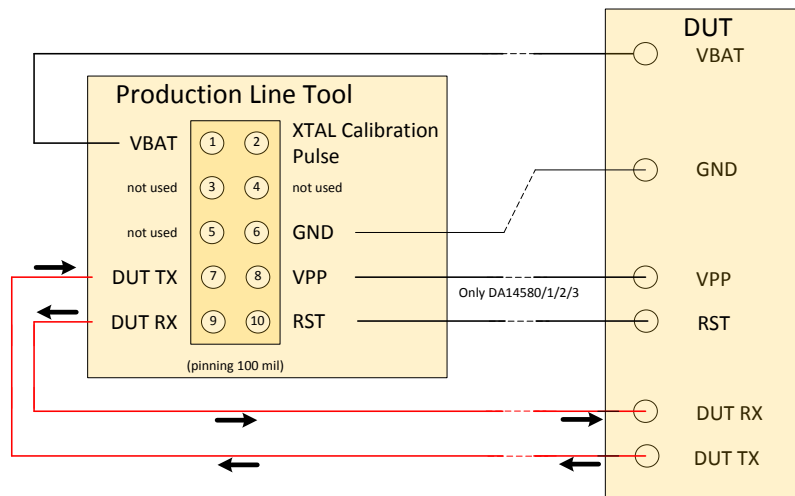 DUT
VBAT
Production Line Tool
VBAT
1
2
XTAL Calibration
Pulse
not used
3
4
not used
GND
not used
5
6
GND
DUT TX
7
8
VPP
Only DA14580/1/2/3
VPP
DUT RX
9
10
RST
RST
(pinning 100 mil)
DUT RX
DUT TX